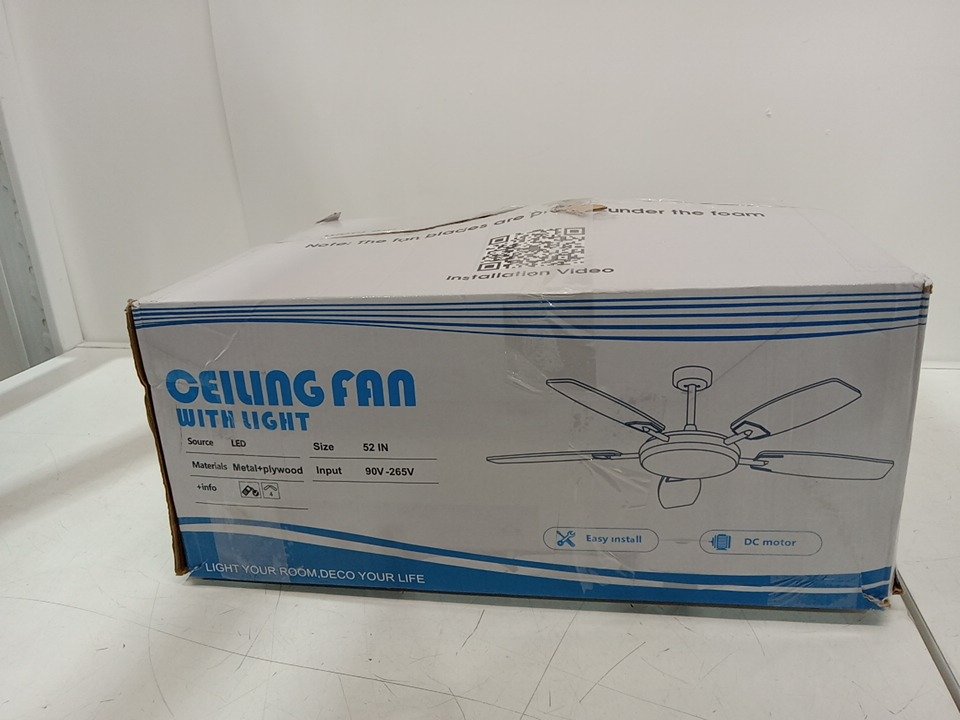 Note: The fan blades are under the foam
Installation Video
CEILING FAN
WITH LIGHT
Source LED
Size 52 IN
Materials Metal+plywood
Input 90V-265V
+info
4
Easy install
DC motor
LIGHT YOUR ROOM.DECO YOUR LIFE